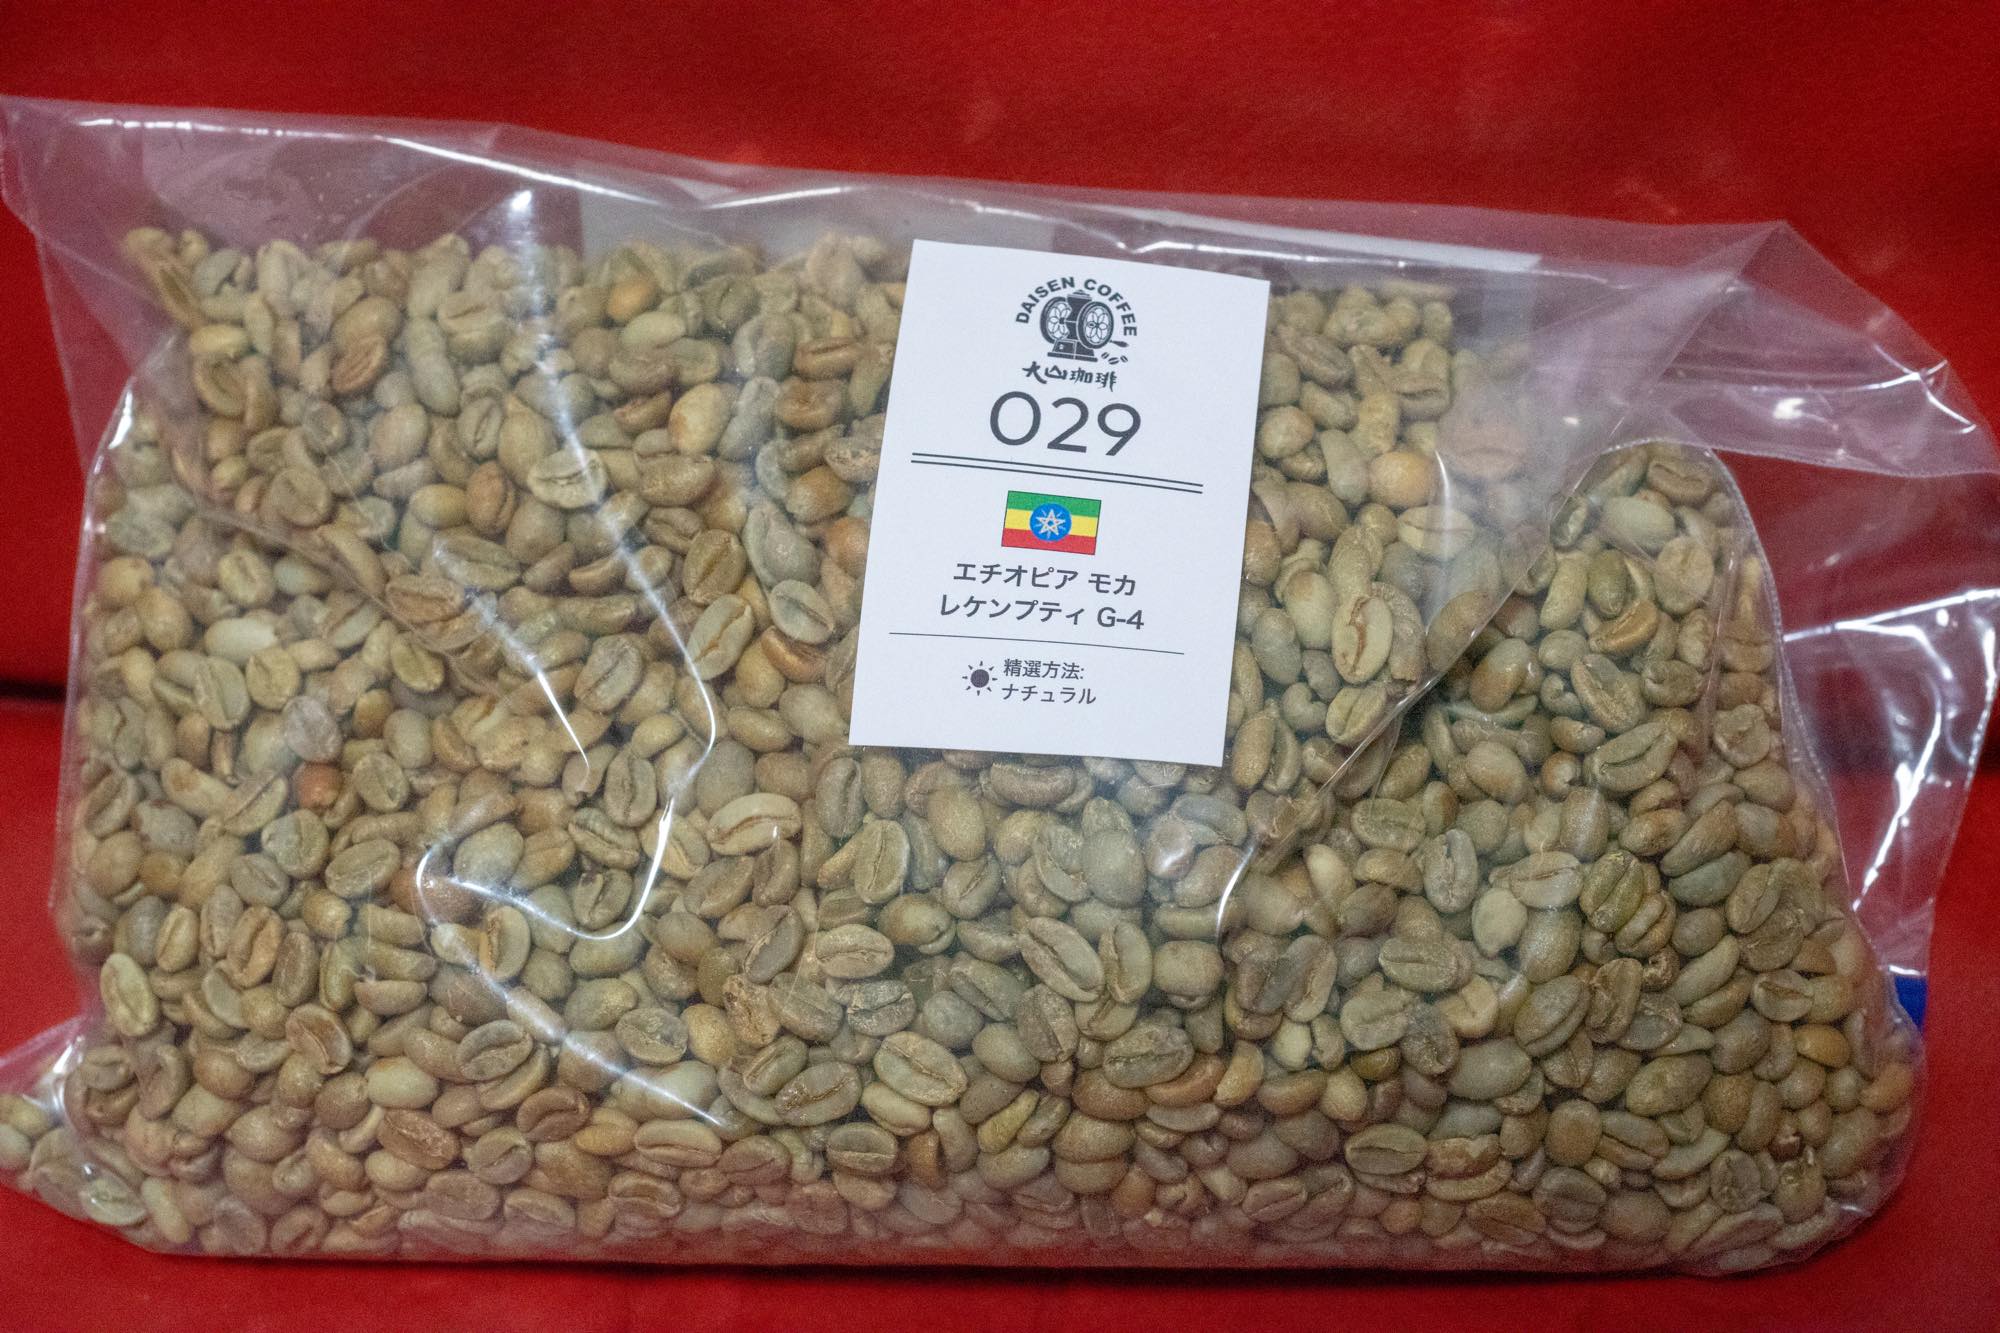 DAISEN COFFEE
大山珈琲
029
エチオピア モカ
レケンプティ G-4
精選方法:
ナチュラル